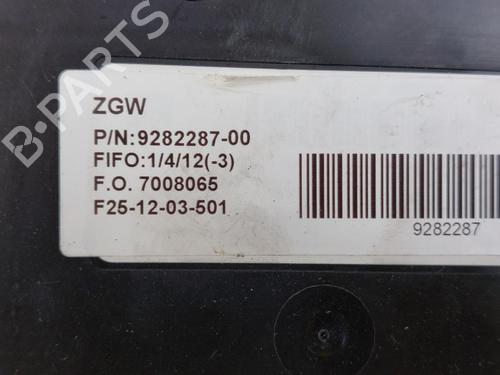 ZGW
P/N:9282287-00
FIFO:1/4/12(-3)
F.O. 7008065
F25-12-03-501
9282287
B-PARTS